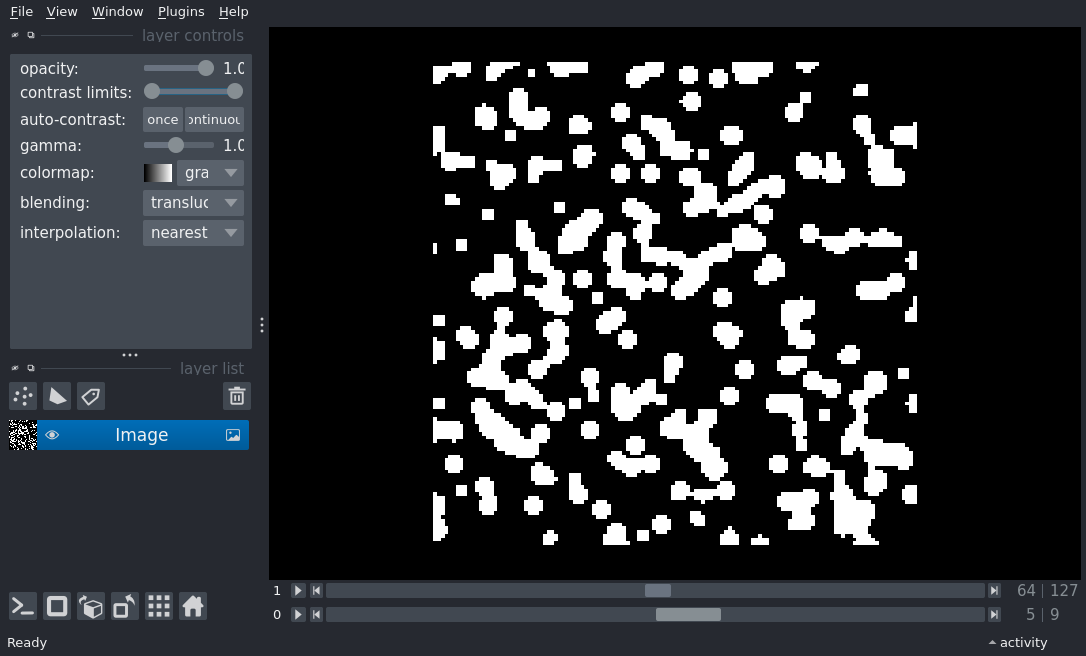 File View Window Plugins Help
layer controls
opacity: 1.0
contrast limits:
auto-contrast: once ontinuou
gamma: 1.0
colormap: gra
blending: transluc
interpolation: nearest
layer list
Image
1 64 127
0 5 9
Ready activity